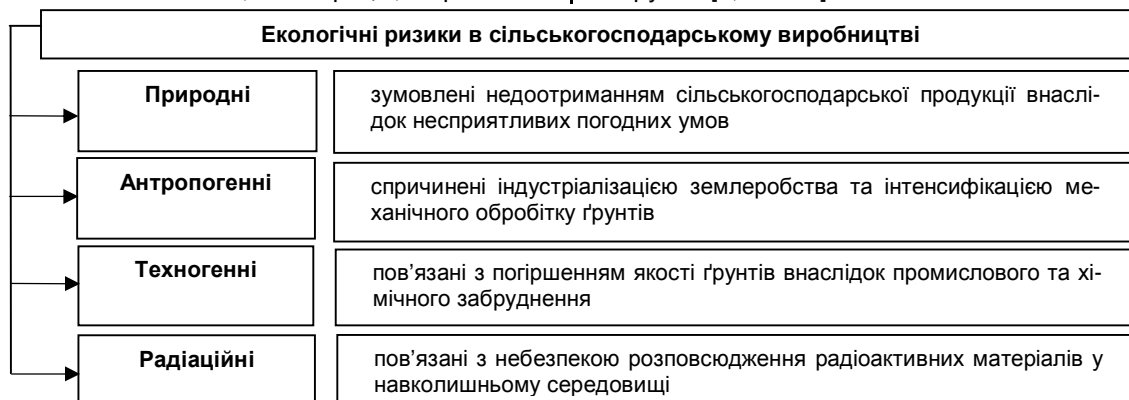 Екологічні ризики в сільськогосподарському виробництві
Природні
зумовлені недоотриманням сільськогосподарської продукції внаслі-
док несприятливих погодних умов
Антропогенні
спричинені індустріалізацією землеробства та інтенсифікацією ме-
ханічного обробітку ґрунтів
Техногенні
пов’язані з погіршенням якості ґрунтів внаслідок промислового та хі-
мічного забруднення
Радіаційні
пов’язані з небезпекою розповсюдження радіоактивних матеріалів у
навколишньому середовищі